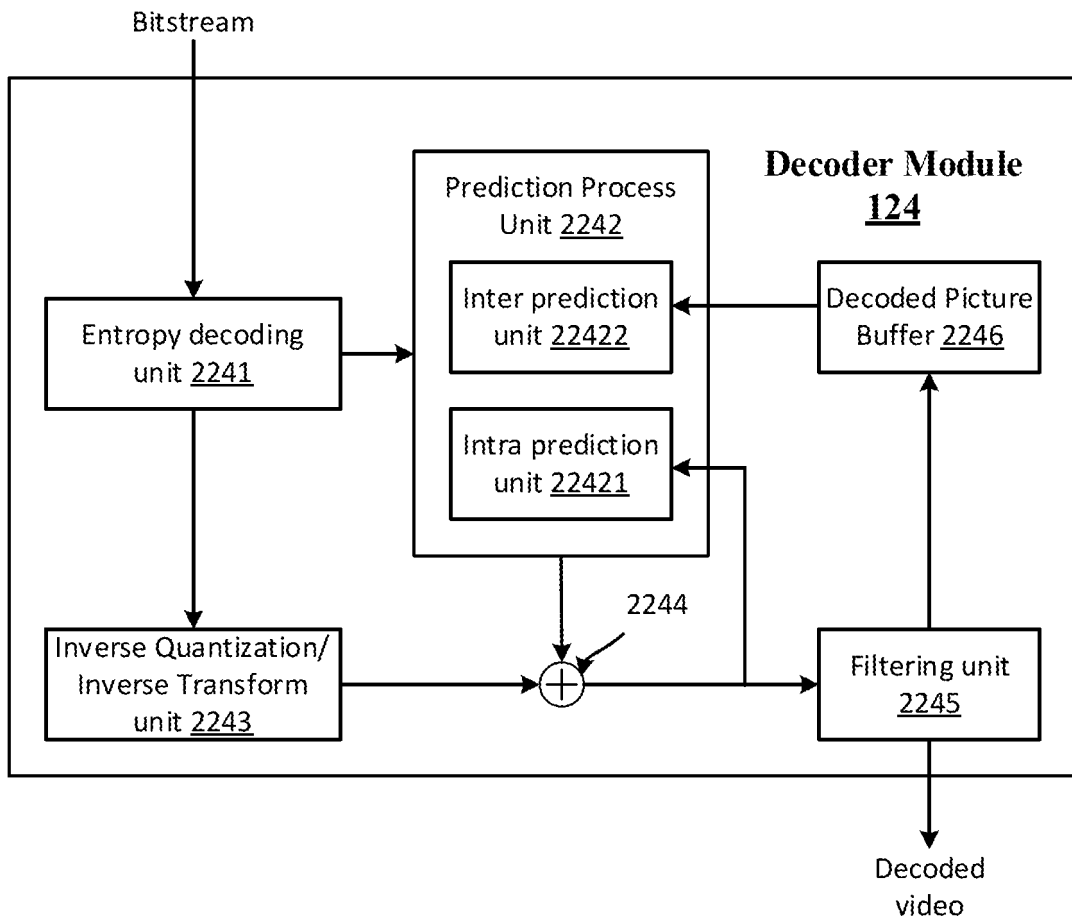 Bitstream
Decoder Module
124
Prediction Process
Unit 2242
Inter prediction
unit 22422
Decoded Picture
Buffer 2246
Entropy decoding
unit 2241
Intra prediction
unit 22421
2244
Inverse Quantization/
Inverse Transform
unit 2243
Filtering unit
2245
Decoded
video